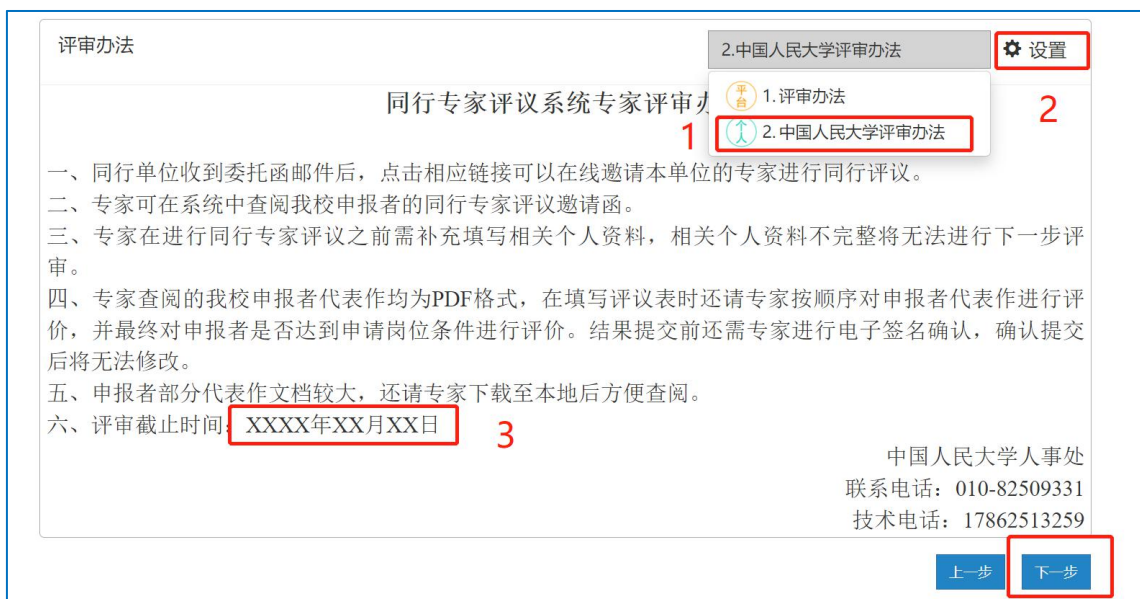 评审办法
2.中国人民大学评审办法
设置
同行专家评议系统专家评审办
平台 1.评审办法
个人 2.中国人民大学评审办法
1
2
一、同行单位收到委托函邮件后，点击相应链接可以在线邀请本单位的专家进行同行评议。
二、专家可在系统中查阅我校申报者的同行专家评议邀请函。
三、专家在进行同行专家评议之前需补充填写相关个人资料，相关个人资料不完整将无法进行下一步评
审。
四、专家查阅的我校申报者代表作均为PDF格式，在填写评议表时还请专家按顺序对申报者代表作进行评
价，并最终对申报者是否达到申请岗位条件进行评价。结果提交前还需专家进行电子签名确认，确认提交
后将无法修改。
五、申报者部分代表作文档较大，还请专家下载至本地后方便查阅。
六、评审截止时间：XXXX年XX月XX日
3
中国人民大学人事处
联系电话：010-82509331
技术电话：17862513259
上一步
下一步